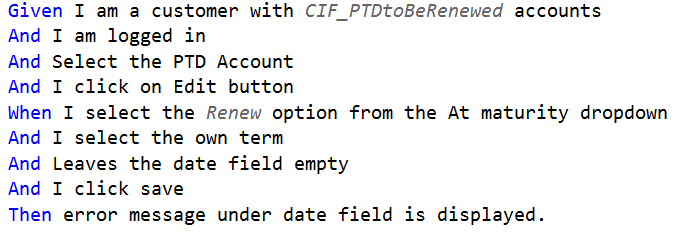 Given I am a customer with CIF_PTDtoBeRenewed accounts
And I am logged in
And Select the PTD Account
And I click on Edit button
When I select the Renew option from the At maturity dropdown
And I select the own term
And Leaves the date field empty
And I click save
Then error message under date field is displayed.